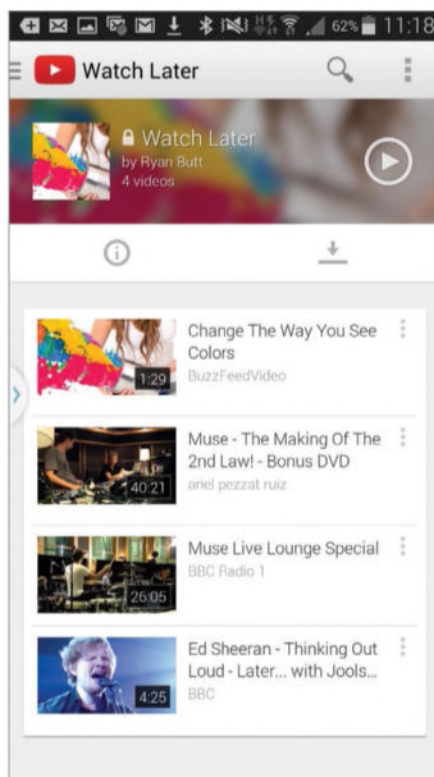 62% 11:18
Watch Later
Watch Later
by Ryan Butt
4 videos
Change The Way You See
Colors
BuzzFeedVideo
1:29
Muse - The Making Of The
2nd Law! - Bonus DVD
ariel pezzat ruiz
40:21
Muse Live Lounge Special
BBC Radio 1
26:05
Ed Sheeran - Thinking Out
Loud - Later... with Jools...
BBC
4:25